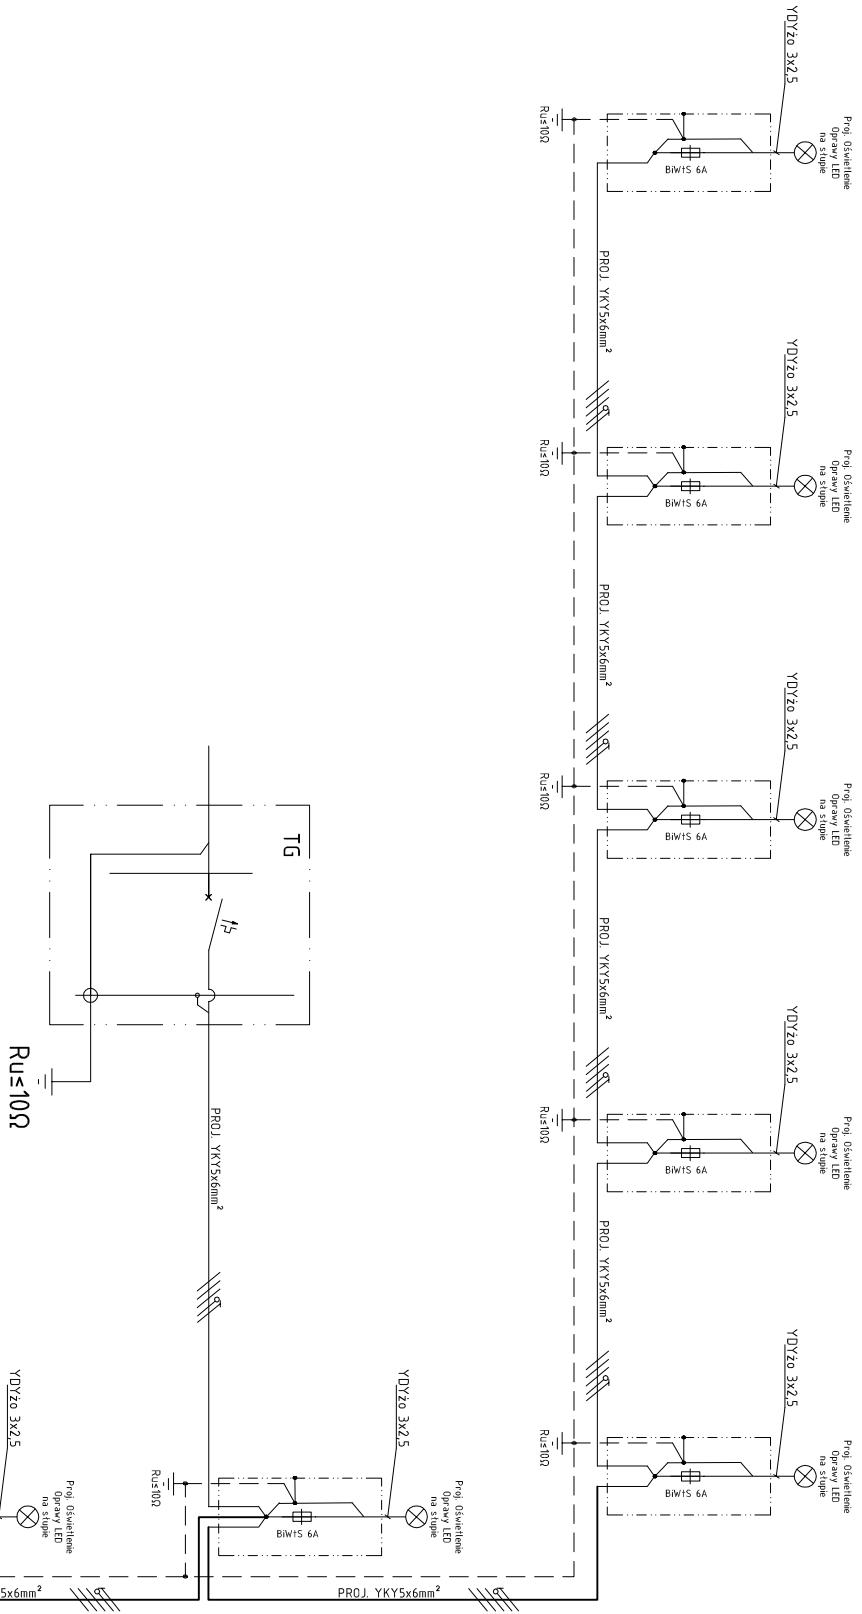 YDYżo 3x2,5
Proj. Oświetlenie
Oprawy LED
na słupie
Ru≤10Ω
BiWtS 6A
PROJ. YKY5x6mm²
YDYżo 3x2,5
Proj. Oświetlenie
Oprawy LED
na słupie
Ru≤10Ω
BiWtS 6A
PROJ. YKY5x6mm²
YDYżo 3x2,5
Proj. Oświetlenie
Oprawy LED
na słupie
Ru≤10Ω
BiWtS 6A
PROJ. YKY5x6mm²
YDYżo 3x2,5
Proj. Oświetlenie
Oprawy LED
na słupie
Ru≤10Ω
BiWtS 6A
PROJ. YKY5x6mm²
YDYżo 3x2,5
Proj. Oświetlenie
Oprawy LED
na słupie
Ru≤10Ω
BiWtS 6A
TG
Ru≤10Ω
PROJ. YKY5x6mm²
YDYżo 3x2,5
Proj. Oświetlenie
Oprawy LED
na słupie
Ru≤10Ω
BiWtS 6A
PROJ. YKY5x6mm²
YDYżo 3x2,5
Proj. Oświetlenie
Oprawy LED
na słupie
5x6mm²